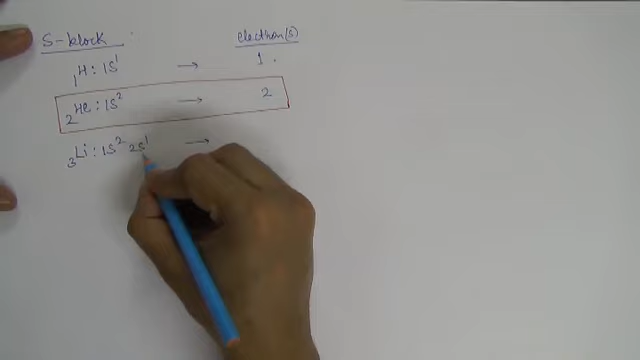 S-block electron(s)
₁H : 1S¹ → 1 .
₂He : 1S² → 2
₃Li : 1S² 2S¹ →